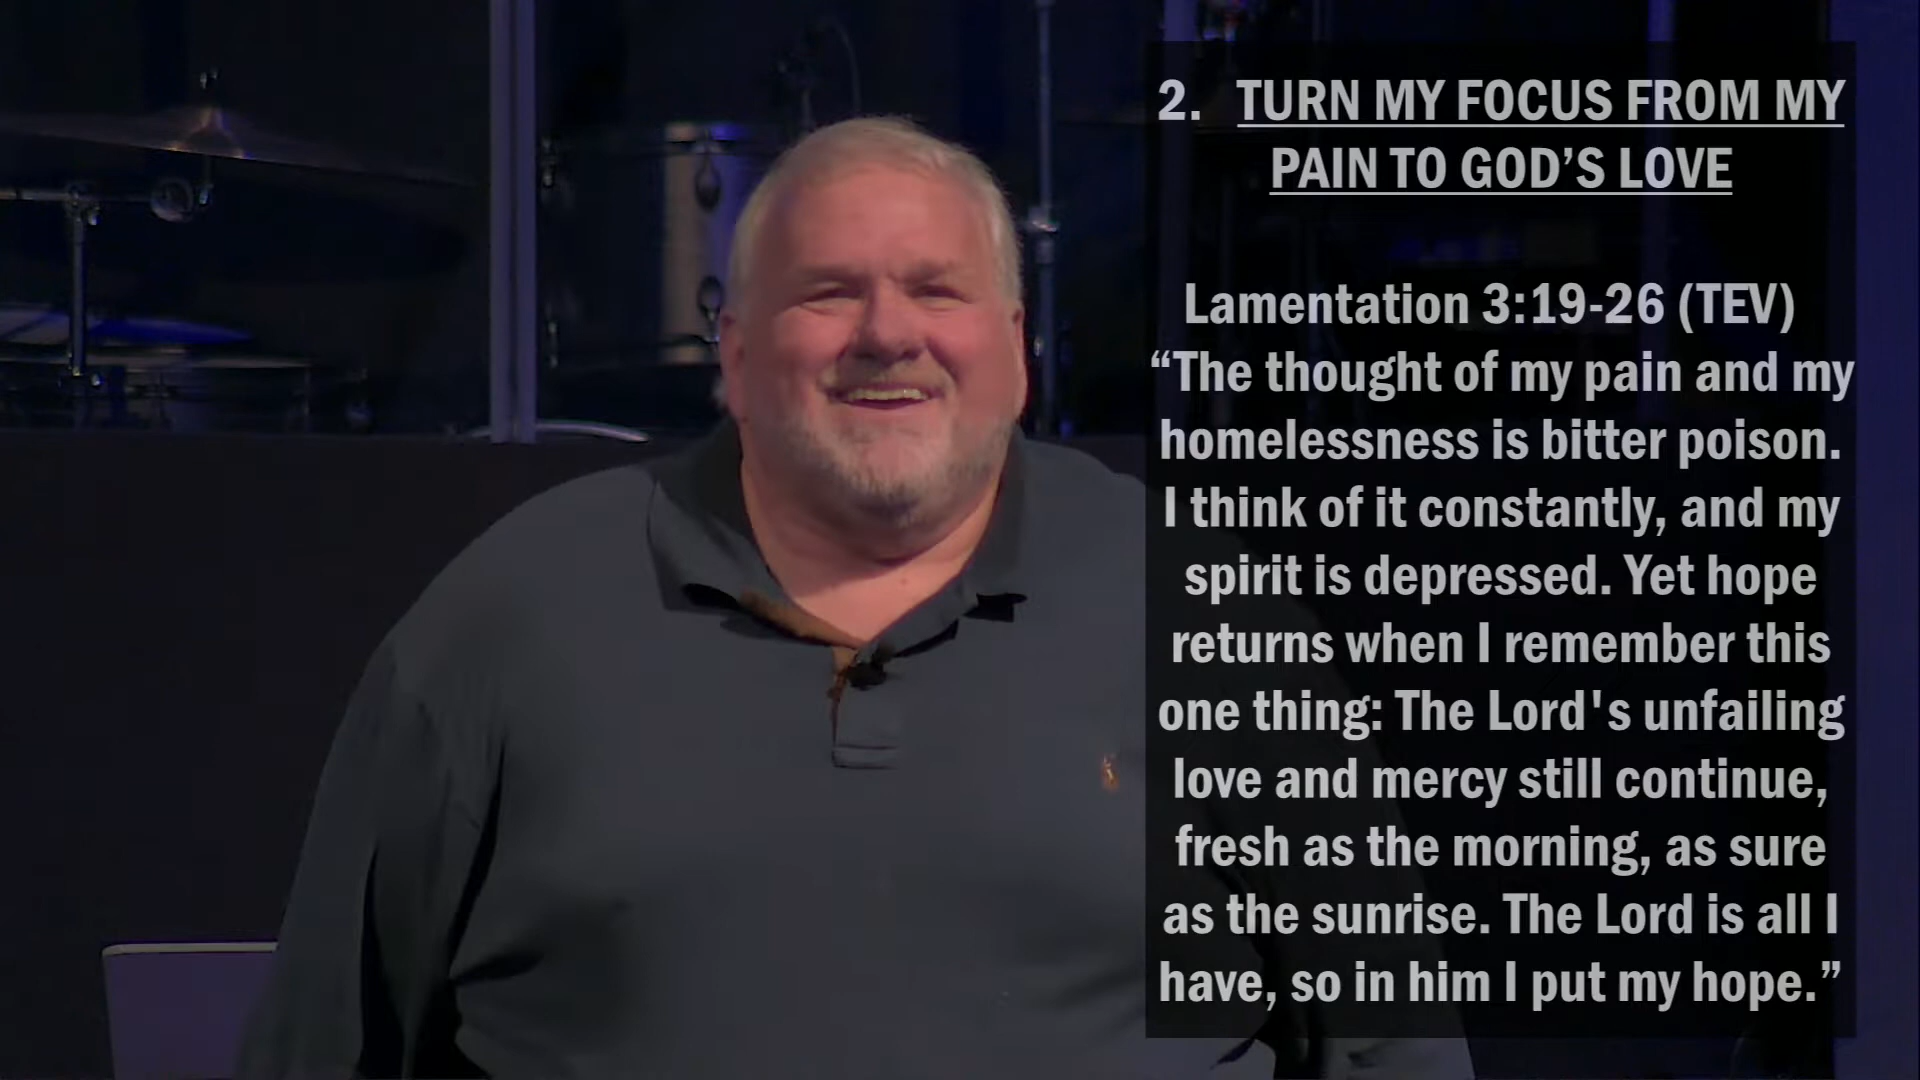 2. TURN MY FOCUS FROM MY
PAIN TO GOD’S LOVE
Lamentation 3:19-26 (TEV)
“The thought of my pain and my
homelessness is bitter poison.
I think of it constantly, and my
spirit is depressed. Yet hope
returns when I remember this
one thing: The Lord's unfailing
love and mercy still continue,
fresh as the morning, as sure
as the sunrise. The Lord is all I
have, so in him I put my hope.”